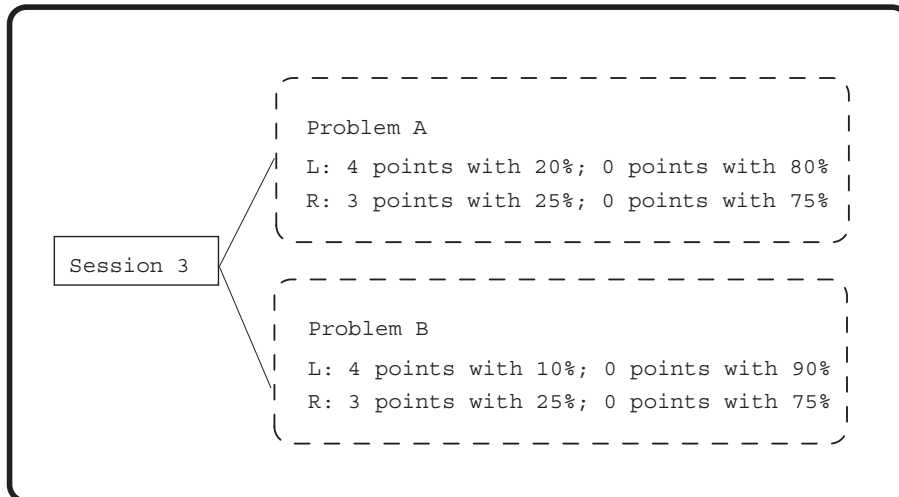 Problem A
L: 4 points with 20%; 0 points with 80%
R: 3 points with 25%; 0 points with 75%
Session 3
Problem B
L: 4 points with 10%; 0 points with 90%
R: 3 points with 25%; 0 points with 75%